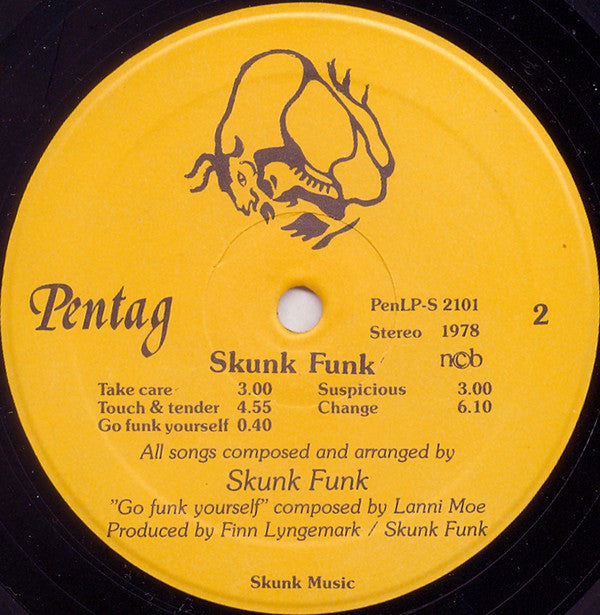 Pentag
PenLP-S 2101
Stereo 1978
2
ncb
Skunk Funk
Take care 3.00
Touch & tender 4.55
Go funk yourself 0.40
Suspicious 3.00
Change 6.10
All songs composed and arranged by
Skunk Funk
"Go funk yourself" composed by Lanni Moe
Produced by Finn Lyngemark / Skunk Funk
Skunk Music